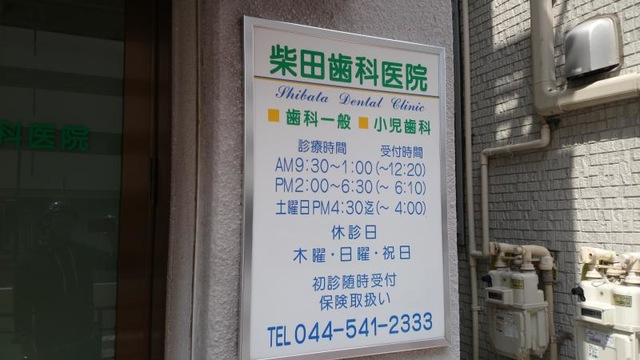 柴田歯科医院
Shibata Dental Clinic
■歯科一般 ■小児歯科
診療時間 受付時間
AM9:30～1:00(～12:20)
PM2:00～6:30(～ 6:10)
土曜日PM4:30迄(～ 4:00)
休診日
木曜・日曜・祝日
初診随時受付
保険取扱い
TEL 044-541-2333
科医院